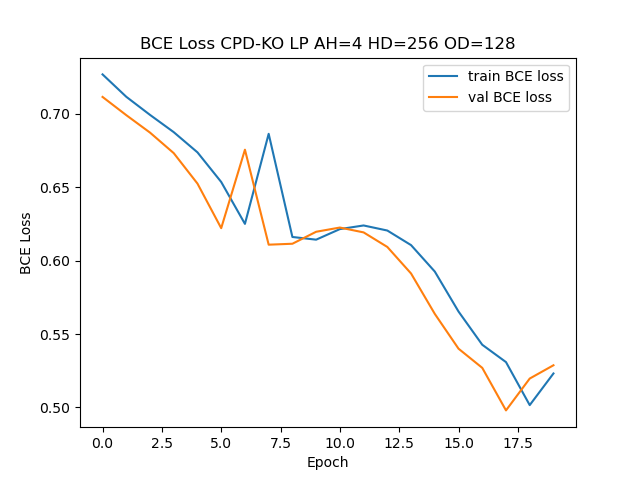 BCE Loss CPD-KO LP AH=4 HD=256 OD=128
train BCE loss
val BCE loss
BCE Loss
0.70
0.65
0.60
0.55
0.50
0.0 2.5 5.0 7.5 10.0 12.5 15.0 17.5
Epoch